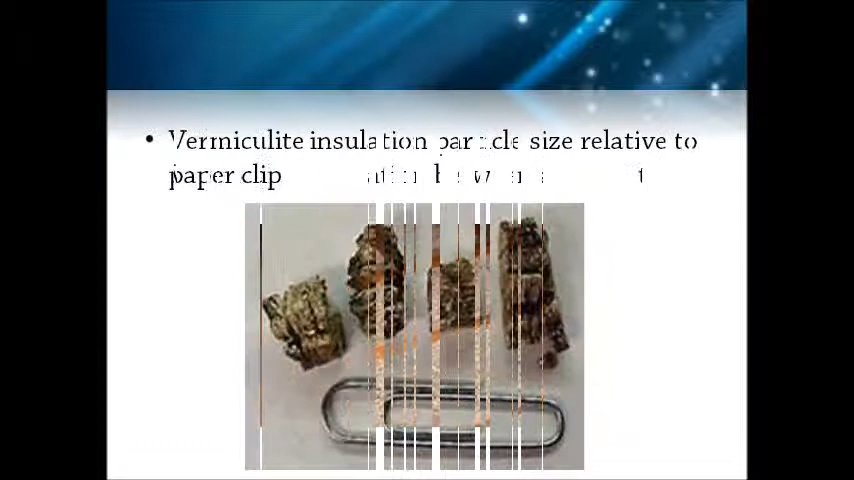 • Vermiculite insulation particle size relative to
paper clip